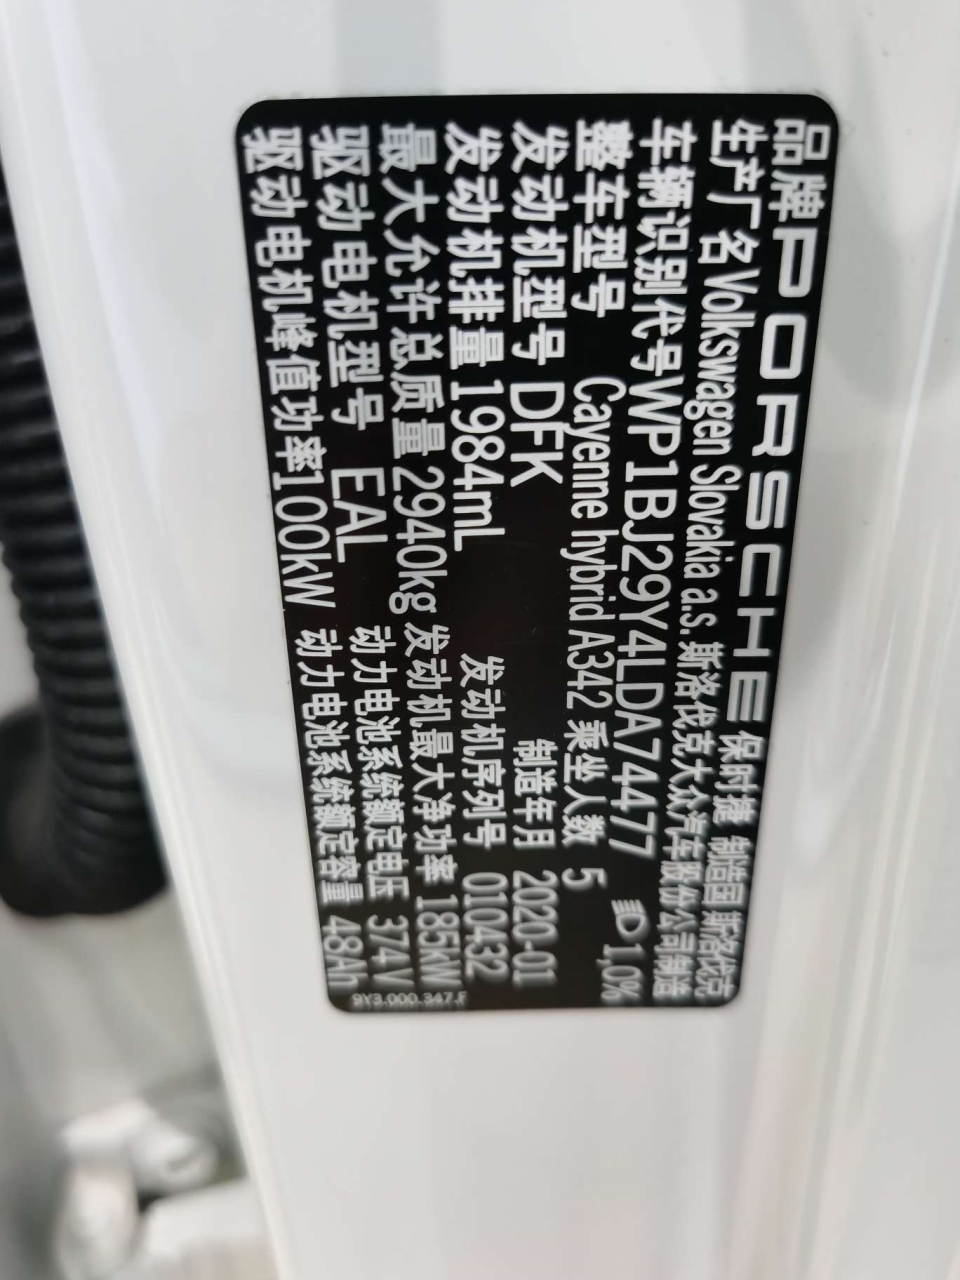 品牌 PORSCHE 保时捷 制造国 斯洛伐克
生产厂名 Volkswagen Slovakia a.s. 斯洛伐克大众汽车股份公司制造
车辆识别代号 WP1BJ29Y4LDA74477 1,0%
整车型号 Cayenne hybrid A342 乘坐人数 5
发动机型号 DFK 制造年月 2020-01
发动机排量 1984mL 发动机序列号 010432
最大允许总质量 2940kg 发动机最大净功率 185kW
驱动电机型号 EAL 动力电池系统额定电压 374V
驱动电机峰值功率 100kW 动力电池系统额定容量 48Ah
9Y3.000.347.F